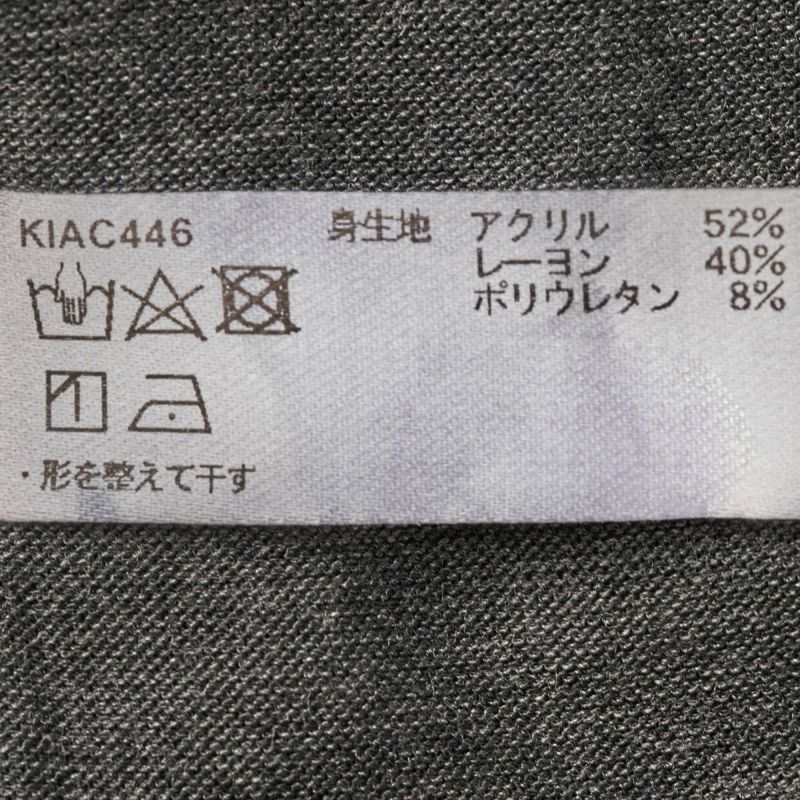 KIAC446
身生地 アクリル 52%
レーヨン 40%
ポリウレタン 8%
・形を整えて干す